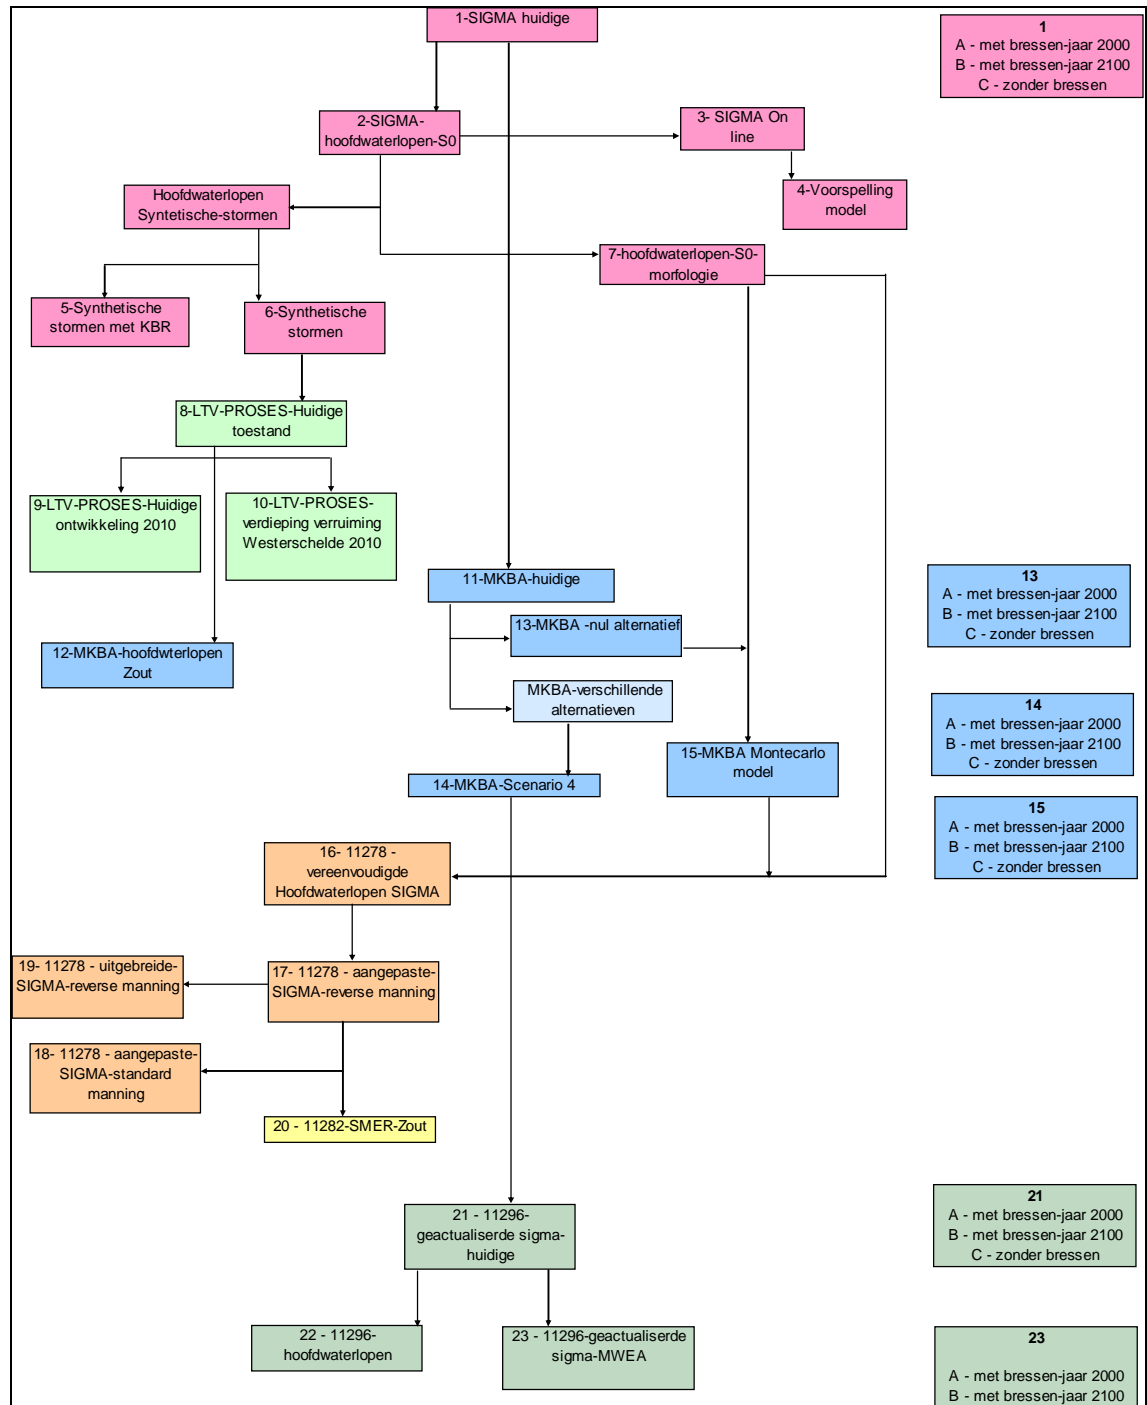 1-SIGMA huidige
1
A - met bressen-jaar 2000
B - met bressen-jaar 2100
C - zonder bressen
2-SIGMA-
hoofdwaterlopen-S0
3- SIGMA On
line
4-Voorspelling
model
Hoofdwaterlopen
Syntetische-stormen
7-hoofdwaterlopen-S0-
morfologie
5-Synthetische
stormen met KBR
6-Synthetische
stormen
8-LTV-PROSES-Huidige
toestand
9-LTV-PROSES-Huidige
ontwikkeling 2010
10-LTV-PROSES-
verdieping verruiming
Westerschelde 2010
11-MKBA-huidige
13
A - met bressen-jaar 2000
B - met bressen-jaar 2100
C - zonder bressen
13-MKBA -nul alternatief
12-MKBA-hoofdwterlopen
Zout
MKBA-verschillende
alternatieven
14
A - met bressen-jaar 2000
B - met bressen-jaar 2100
C - zonder bressen
15-MKBA Montecarlo
model
14-MKBA-Scenario 4
15
A - met bressen-jaar 2000
B - met bressen-jaar 2100
C - zonder bressen
16- 11278 -
vereenvoudigde
Hoofdwaterlopen SIGMA
19- 11278 - uitgebreide-
SIGMA-reverse manning
17- 11278 - aangepaste-
SIGMA-reverse manning
18- 11278 - aangepaste-
SIGMA-standard
manning
20 - 11282-SMER-Zout
21 - 11296-
geactualiserde sigma-
huidige
21
A - met bressen-jaar 2000
B - met bressen-jaar 2100
C - zonder bressen
22 - 11296-
hoofdwaterlopen
23 - 11296-geactualiserde
sigma-MWEA
23
A - met bressen-jaar 2000
B - met bressen-jaar 2100